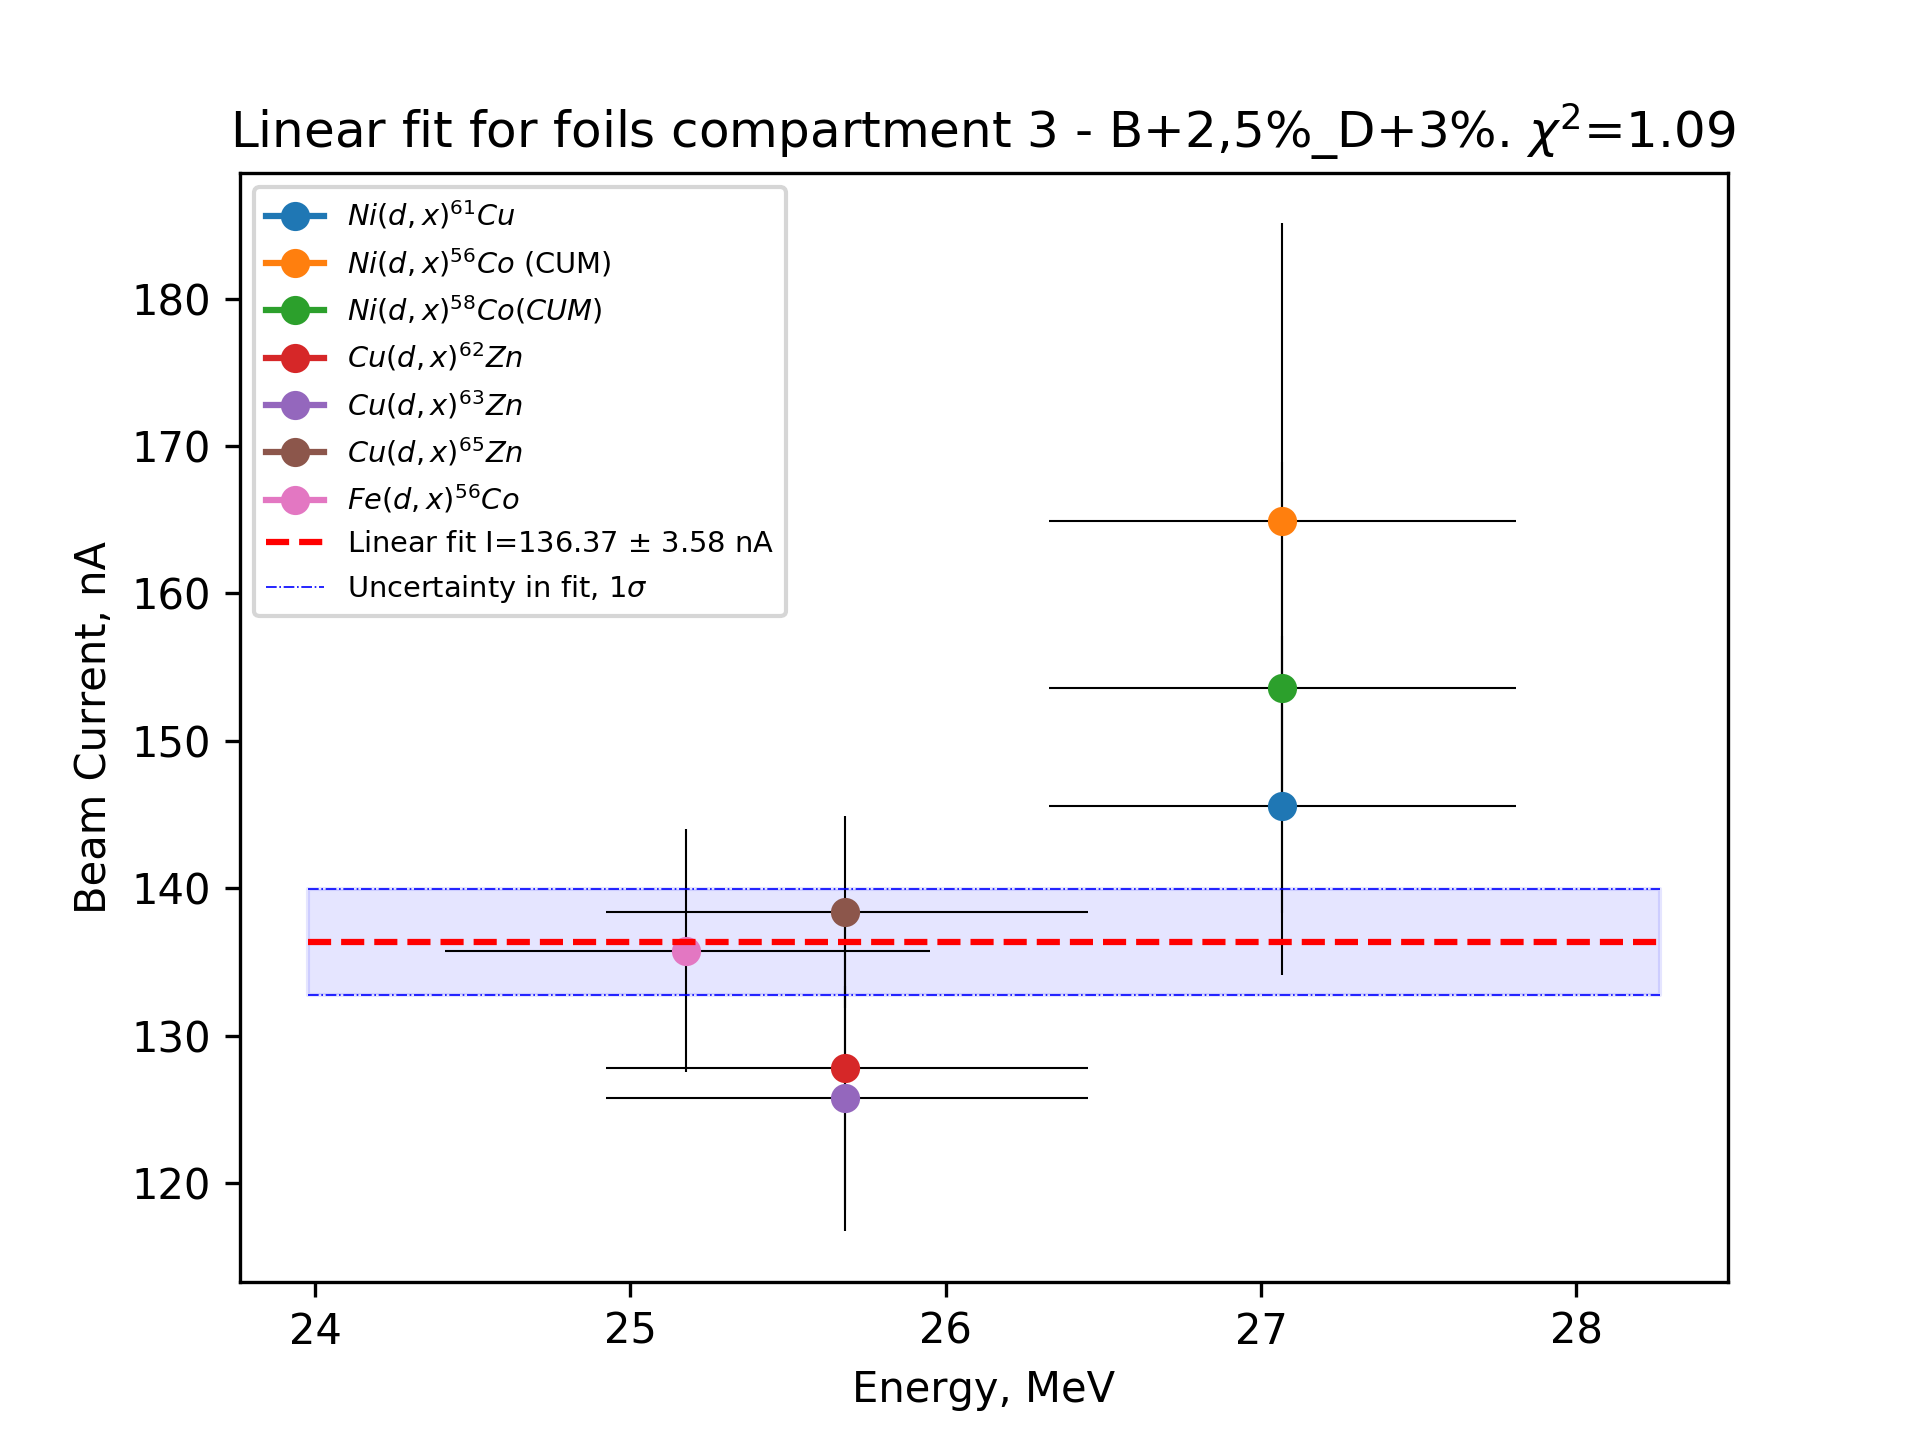 Linear fit for foils compartment 3 - B+2,5%_D+3%. χ²=1.09
Ni(d, x)⁶¹Cu
Ni(d, x)⁵⁶Co (CUM)
Ni(d, x)⁵⁸Co(CUM)
Cu(d, x)⁶²Zn
Cu(d, x)⁶³Zn
Cu(d, x)⁶⁵Zn
Fe(d, x)⁵⁶Co
Linear fit I=136.37 ± 3.58 nA
Uncertainty in fit, 1σ
Beam Current, nA
180
170
160
150
140
130
120
24 25 26 27 28
Energy, MeV